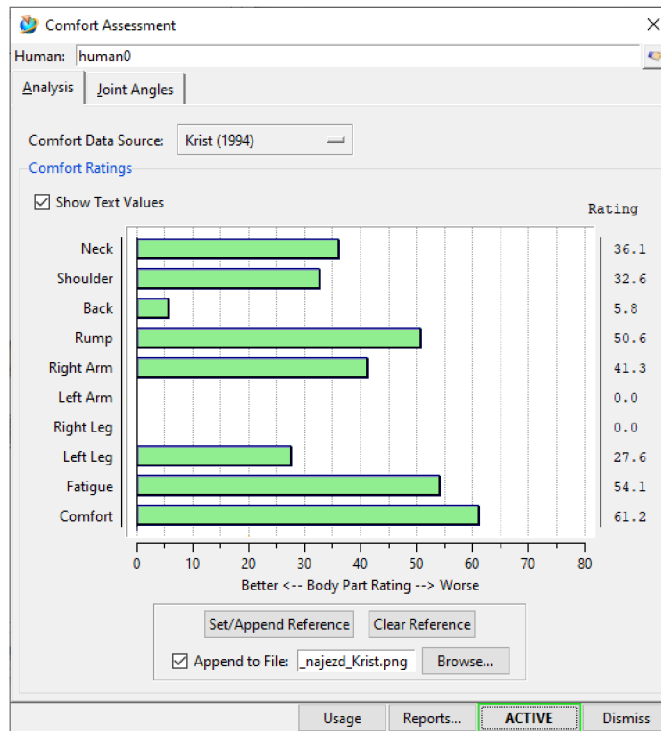 Comfort Assessment
Human: human0
Analysis Joint Angles
Comfort Data Source: Krist (1994)
Comfort Ratings
Show Text Values
Rating
Neck 36.1
Shoulder 32.6
Back 5.8
Rump 50.6
Right Arm 41.3
Left Arm 0.0
Right Leg 0.0
Left Leg 27.6
Fatigue 54.1
Comfort 61.2
0 10 20 30 40 50 60 70 80
Better <-- Body Part Rating --> Worse
Set/Append Reference Clear Reference
Append to File: _najezd_Krist.png Browse...
Usage Reports... ACTIVE Dismiss